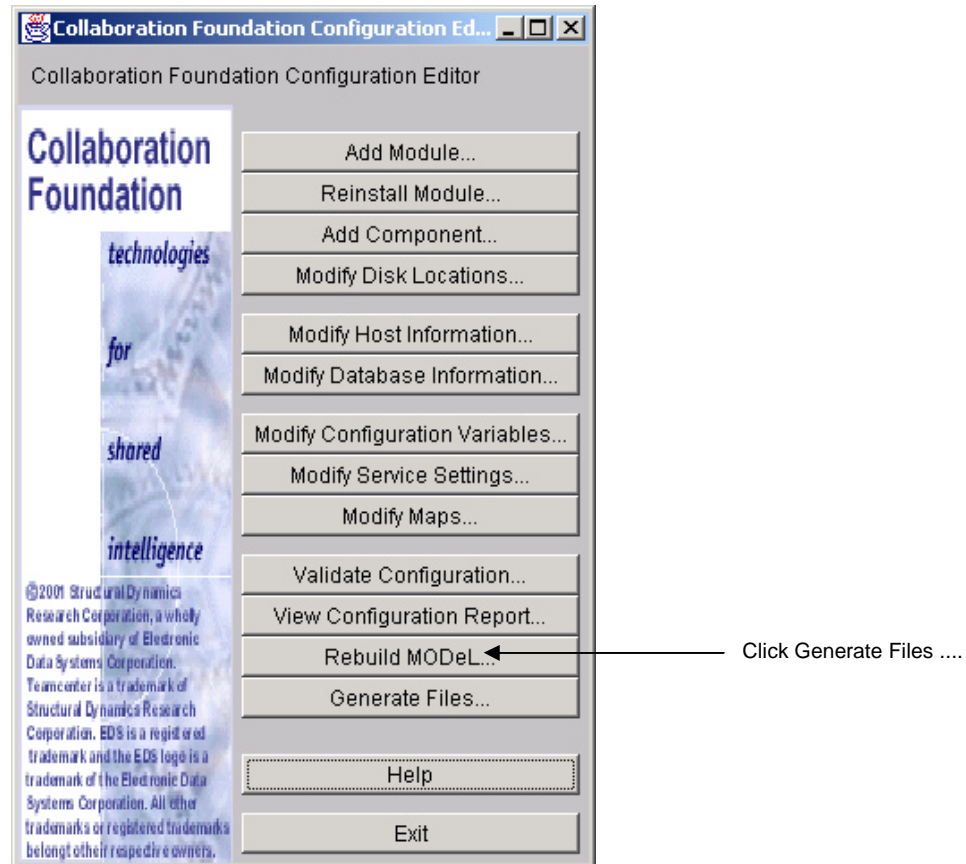 Collaboration Foundation Configuration Ed...
Collaboration Foundation Configuration Editor
Collaboration
Foundation
technologies
for
shared
intelligence
©2001 Structural Dynamics
Research Corporation, a wholly
owned subsidiary of Electronic
Data Systems Corporation.
Teamcenter is a trademark of
Structural Dynamics Research
Corporation. EDS is a registered
trademark and the EDS logo is a
trademark of the Electronic Data
Systems Corporation. All other
trademarks or registered trademarks
belongt otheir respective owners.
Add Module...
Reinstall Module...
Add Component...
Modify Disk Locations...
Modify Host Information...
Modify Database Information...
Modify Configuration Variables...
Modify Service Settings...
Modify Maps...
Validate Configuration...
View Configuration Report...
Rebuild MODeL...
Generate Files...
Help
Exit
Click Generate Files ....